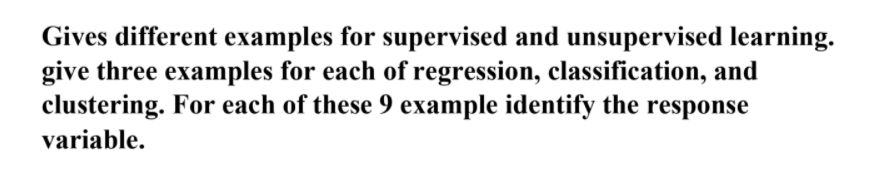 Gives different examples for supervised and unsupervised learning.
give three examples for each of regression, classification, and
clustering. For each of these 9 example identify the response
variable.